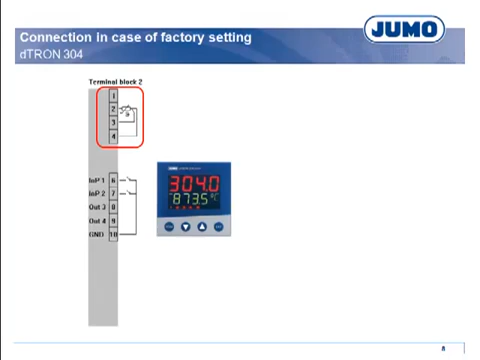 Connection in case of factory setting
dTRON 304
JUMO
Terminal block 2
1
2
3
4
InP 1 6
InP 2 7
Out 3 8
Out 4 9
GND 10
JUMO
304.0
873.5 °C
8